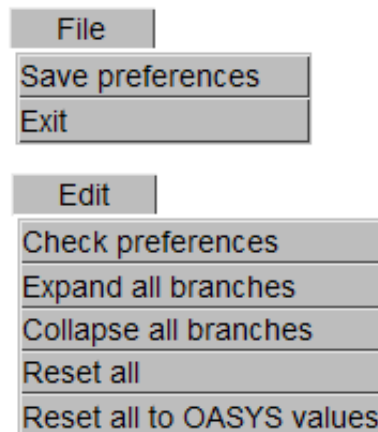 File
Save preferences
Exit
Edit
Check preferences
Expand all branches
Collapse all branches
Reset all
Reset all to OASYS values